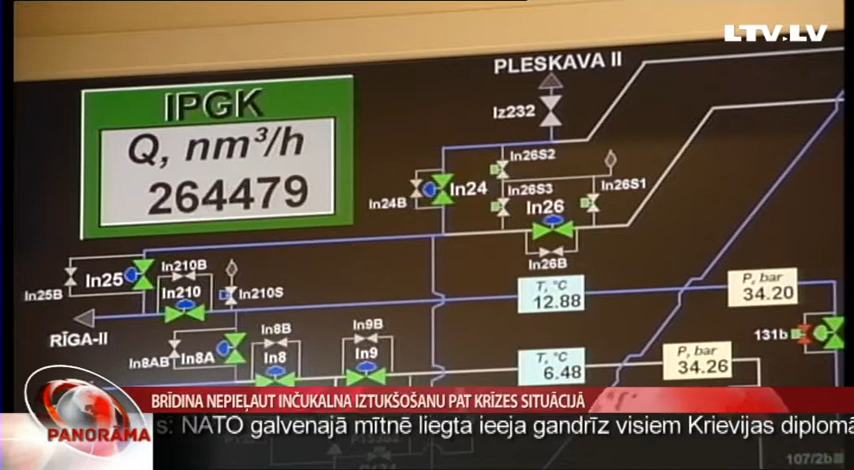 LTV.LV
PLESKAVA II
IPGK
Q, nm³/h
264479
Iz232
In26S2
In24B
In24
In26S3
In26S1
In26
In26B
In25B
In25
In210B
In210
In210S
T, °C
12.88
P, bar
34.20
RĪGA-II
131b
In8AB
In8A
In8B
In8
In9B
In9
T, °C
6.48
P, bar
34.26
BRĪDINA NEPIEĻAUT INČUKALNA IZTUKŠOŠANU PAT KRĪZES SITUĀCIJĀ
PANORĀMA
s: NATO galvenajā mītnē liegta ieeja gandrīz visiem Krievijas diplomā
107/2b